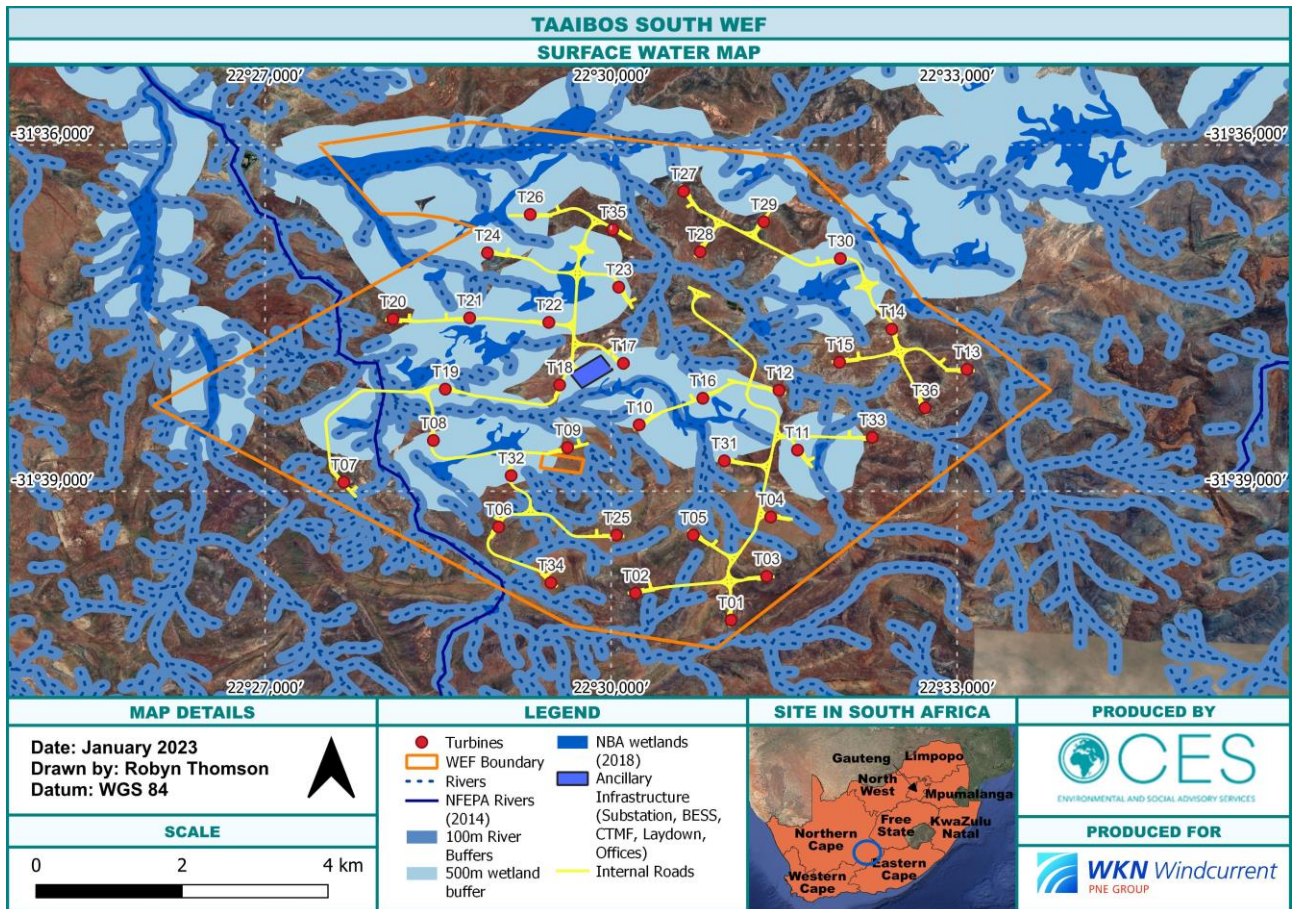 TAAIBOS SOUTH WEF
SURFACE WATER MAP
22°27,000'
22°30,000'
22°33,000'
-31°36,000'
-31°36,000'
T27
T26
T29
T35
T28
T24
T30
T23
T20
T21
T22
T14
T17
T15
T13
T18
T19
T16
T12
T36
T10
T08
T09
T33
T11
T31
T07
T32
-31°39,000'
-31°39,000'
T06
T04
T25
T05
T34
T03
T02
T01
22°27,000'
22°30,000'
22°33,000'
MAP DETAILS
Date: January 2023
Drawn by: Robyn Thomson
Datum: WGS 84
SCALE
0 2 4 km
LEGEND
Turbines
WEF Boundary
Rivers
NFEPA Rivers
(2014)
100m River
Buffers
500m wetland
buffer
NBA wetlands
(2018)
Ancillary
Infrastructure
(Substation, BESS,
CTMF, Laydown,
Offices)
Internal Roads
SITE IN SOUTH AFRICA
Limpopo
Gauteng
North
West
Mpumalanga
Free
State
KwaZulu
Natal
Northern
Cape
Eastern
Cape
Western
Cape
PRODUCED BY
CES
ENVIRONMENTAL AND SOCIAL ADVISORY SERVICES
PRODUCED FOR
WKN Windcurrent
PNE GROUP